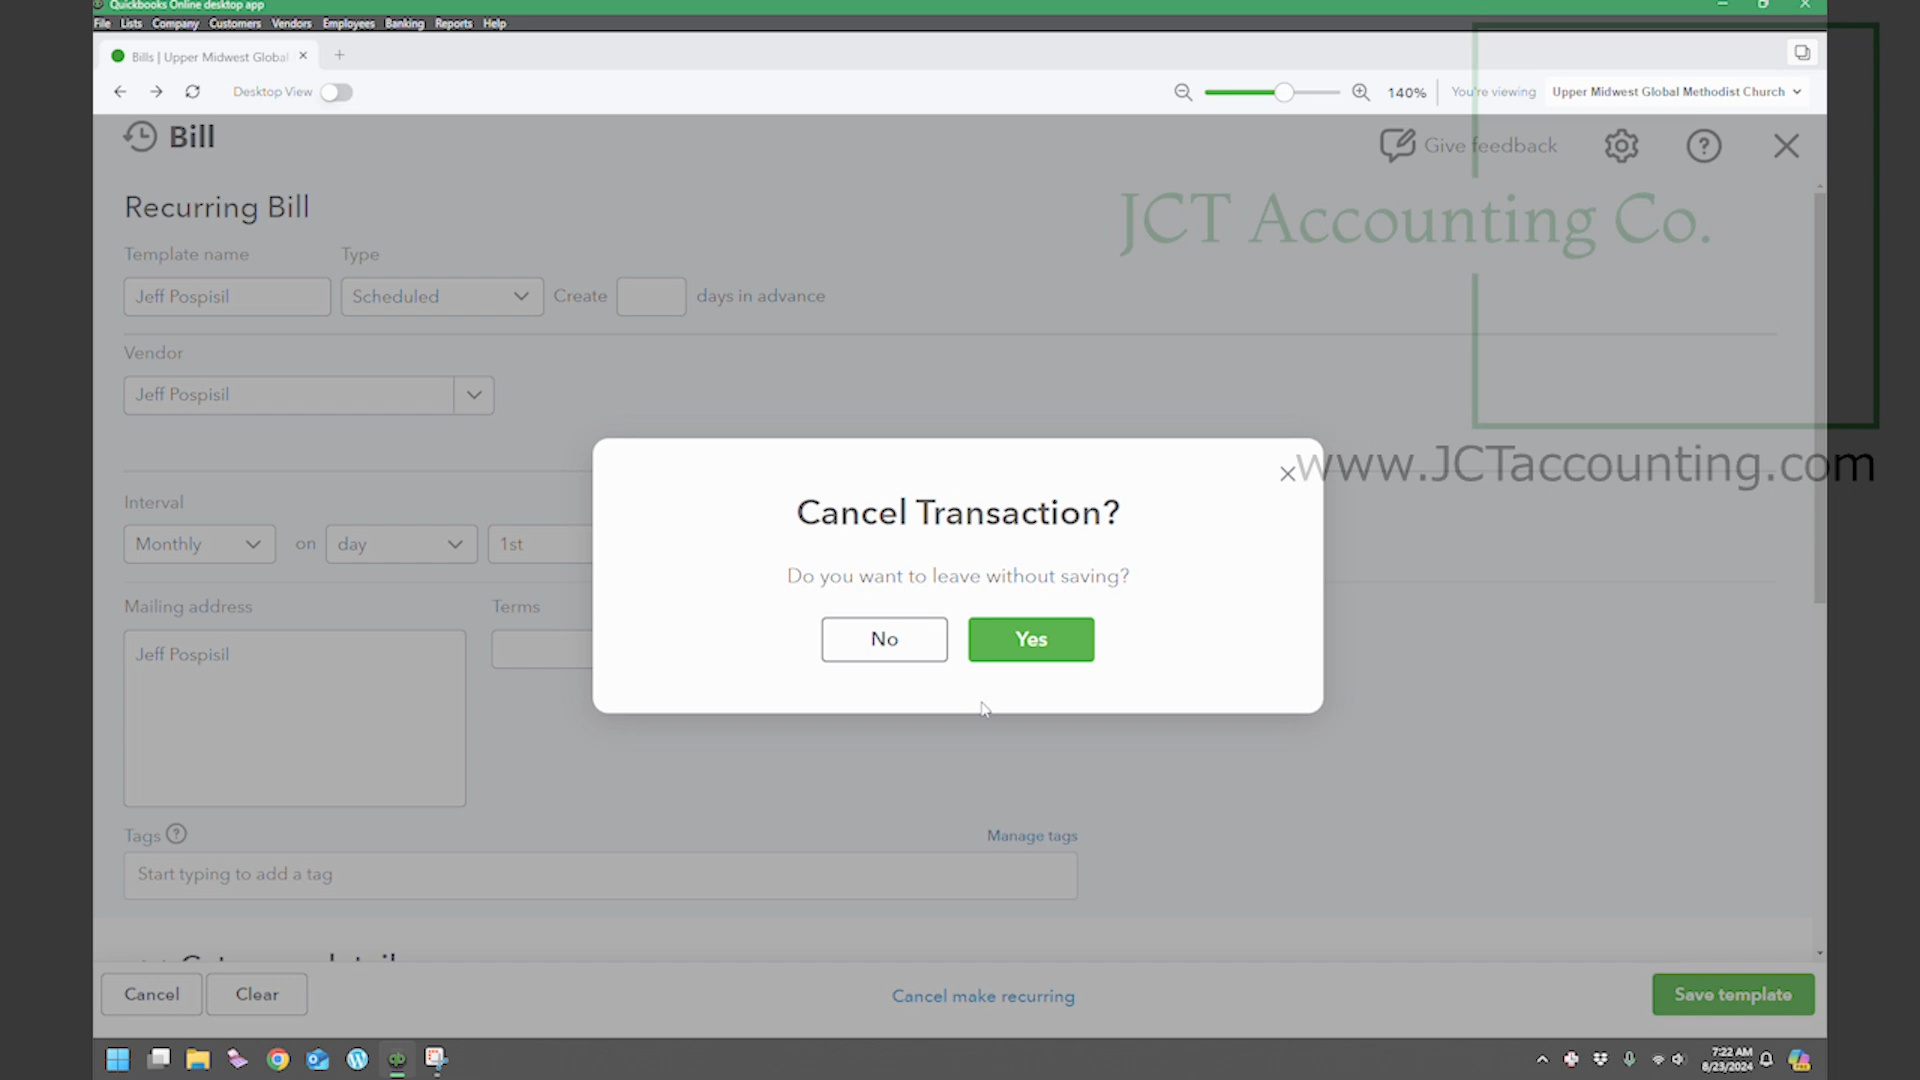 Quickbooks Online desktop app
File Lists Company Customers Vendors Employees Banking Reports Help
Bills | Upper Midwest Global
Desktop View
140%
You're viewing
Upper Midwest Global Methodist Church
Bill
Give feedback
Recurring Bill
JCT Accounting Co.
Template name
Type
Jeff Pospisil
Scheduled
Create
days in advance
Vendor
Jeff Pospisil
www.JCTaccounting.com
Cancel Transaction?
Do you want to leave without saving?
No
Yes
Interval
Monthly
on
day
1st
Mailing address
Terms
Jeff Pospisil
Tags
Manage tags
Start typing to add a tag
Cancel
Clear
Cancel make recurring
Save template
7:22 AM
8/23/2024